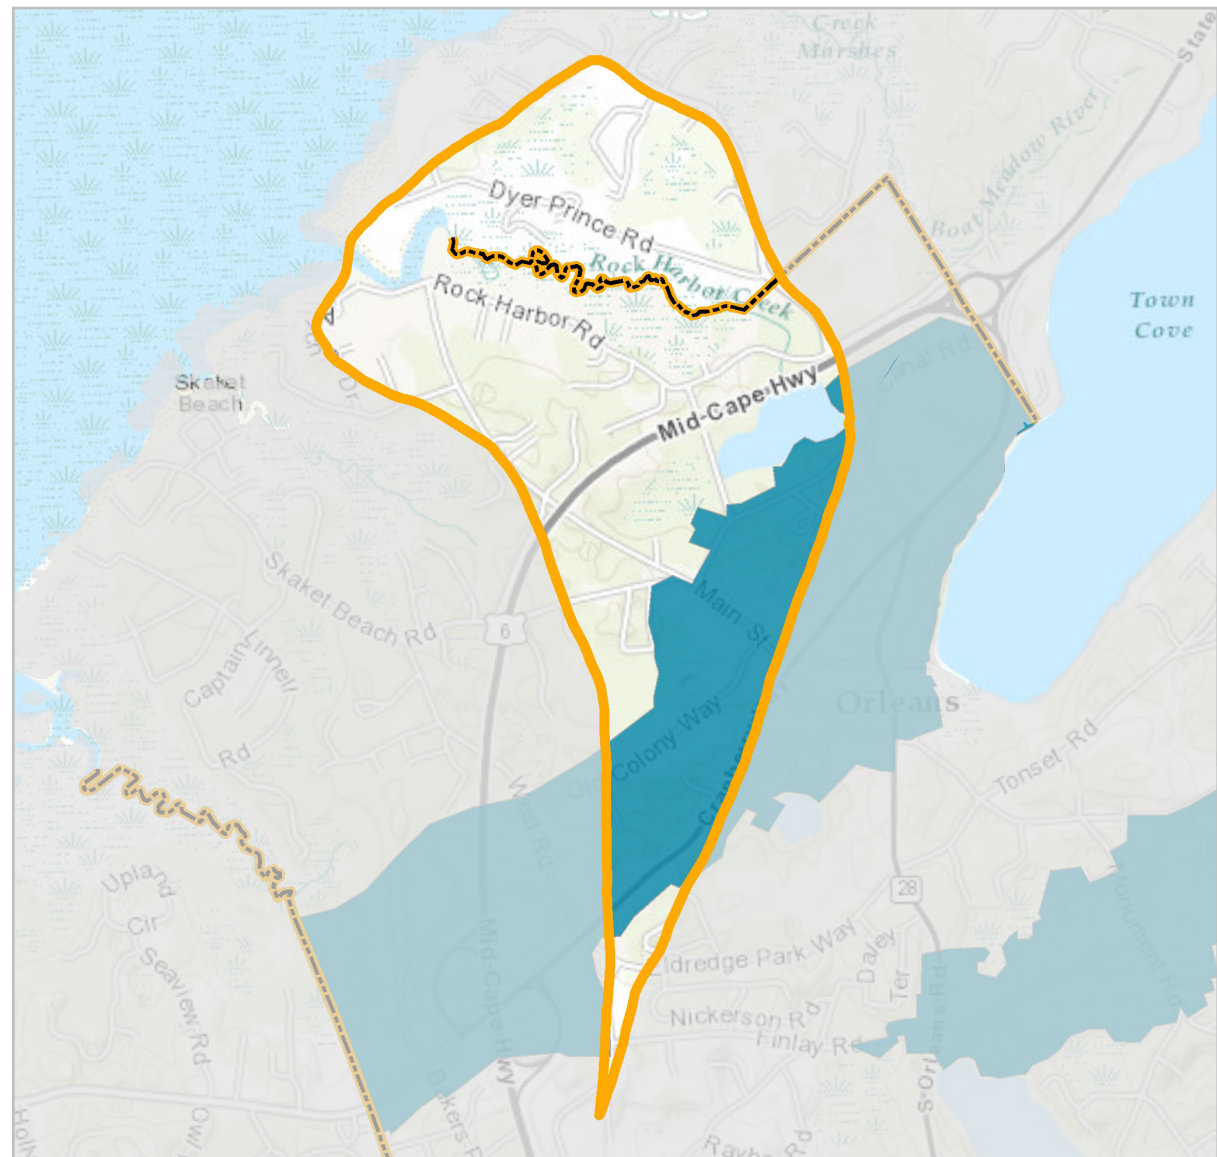 Creek
Marshes
State
Boat Meadow River
Dyer Prince Rd
Rock Harbor Creek
Rock Harbor Rd
Town
Cove
Canal Rd
Mid-Cape Hwy
Skaket
Beach
Dr
Main St
Skaket Beach Rd
6
Captain Linnell
Rd
Orleans
Old Colony Way
Tonset Rd
West Rd
Upland
Cir
28
Monument Rd
Eldredge Park Way
Daley
Ter
Seaview Rd
Mid-Cape Hwy
Nickerson Rd
Finlay Rd
Owl